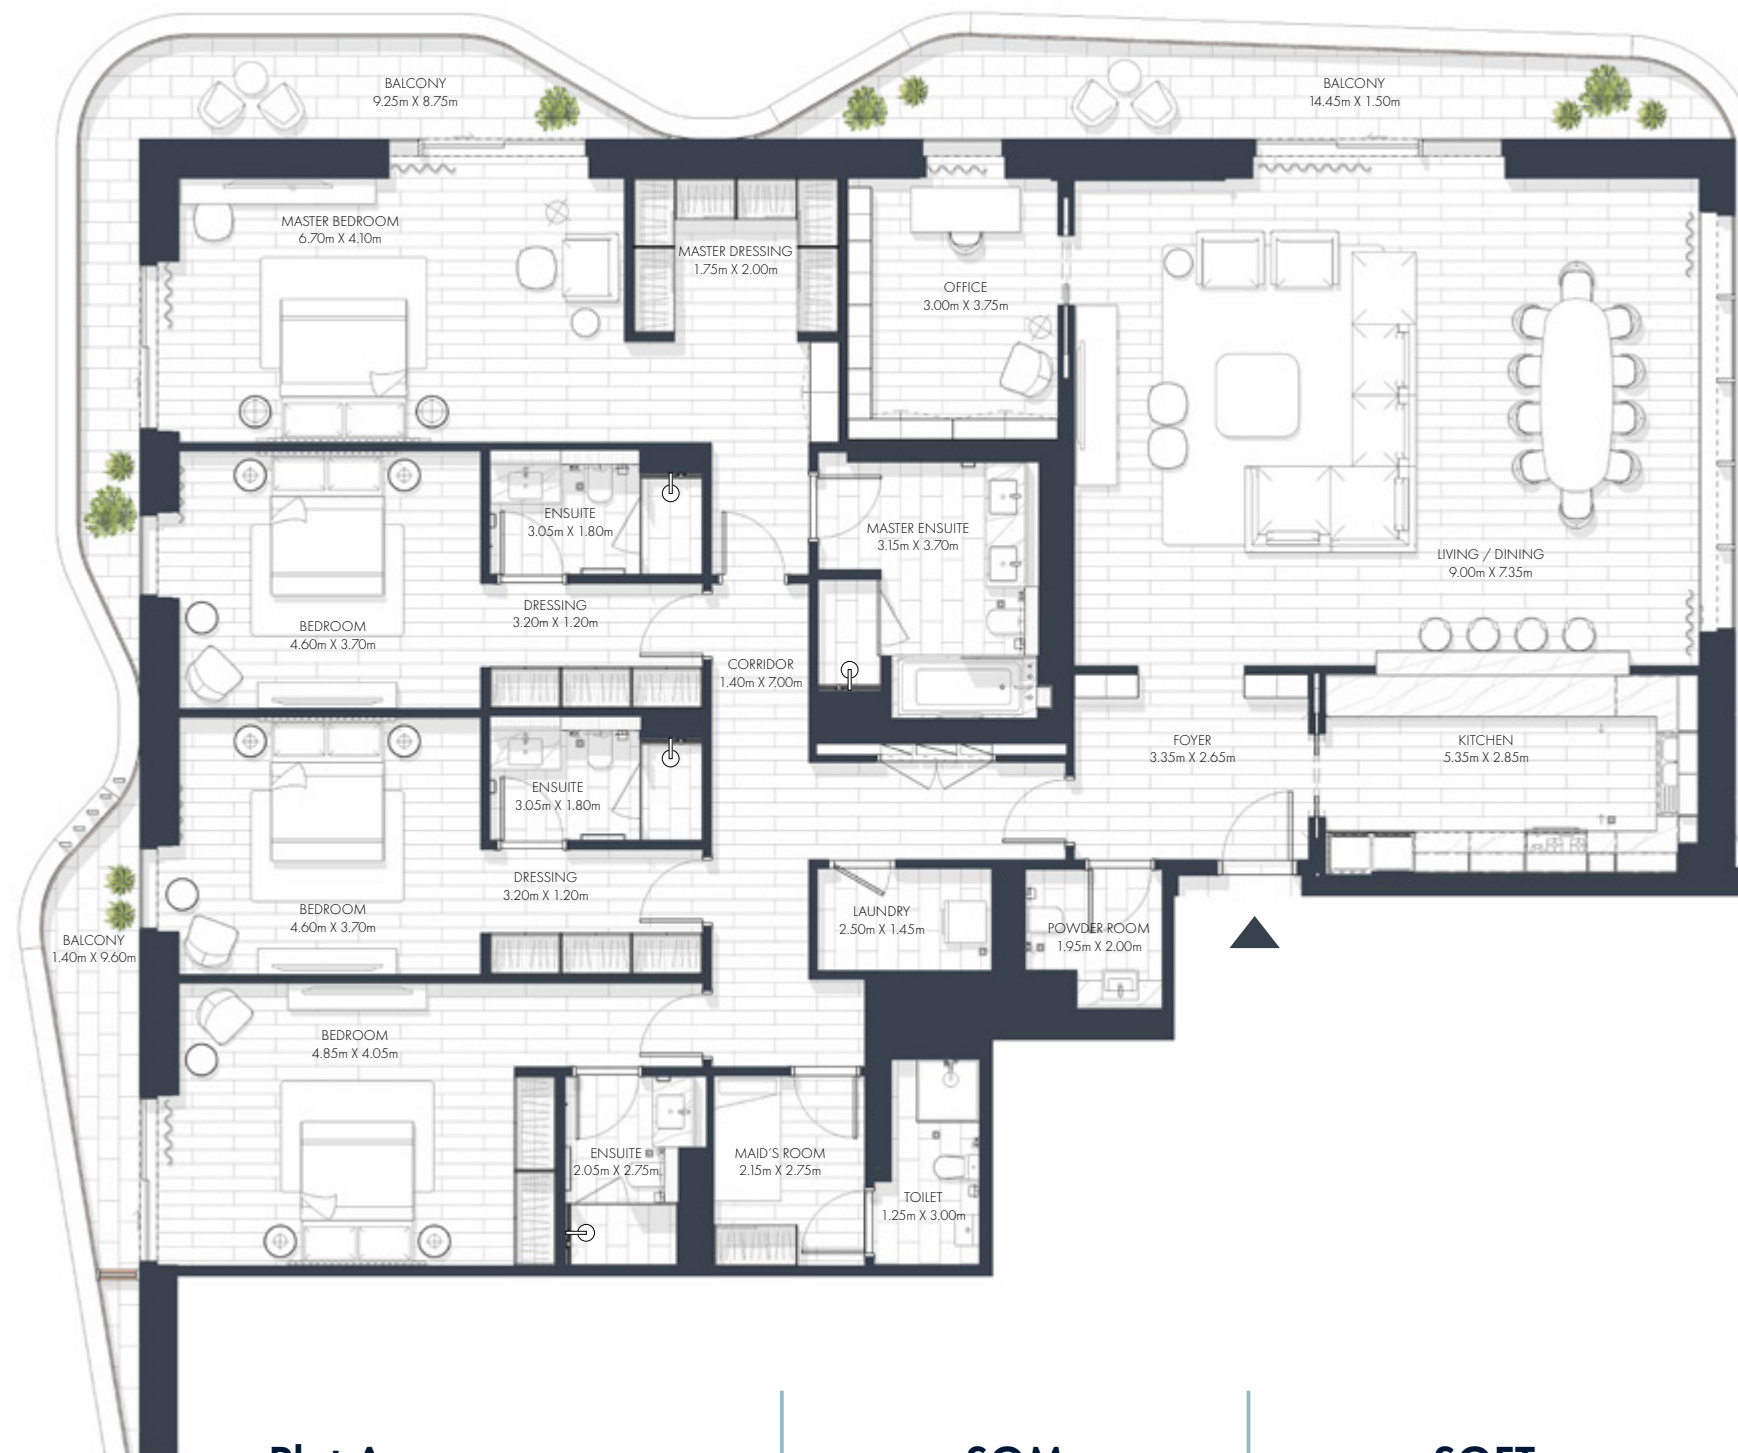 BALCONY
9.25m X 8.75m
BALCONY
14.45m X 1.50m
MASTER BEDROOM
6.70m X 4.10m
MASTER DRESSING
1.75m X 2.00m
OFFICE
3.00m X 3.75m
ENSUITE
3.05m X 1.80m
MASTER ENSUITE
3.15m X 3.70m
LIVING / DINING
9.00m X 7.35m
DRESSING
3.20m X 1.20m
BEDROOM
4.60m X 3.70m
CORRIDOR
1.40m X 7.00m
FOYER
3.35m X 2.65m
KITCHEN
5.35m X 2.85m
ENSUITE
3.05m X 1.80m
DRESSING
3.20m X 1.20m
BEDROOM
4.60m X 3.70m
LAUNDRY
2.50m X 1.45m
POWDER ROOM
1.95m X 2.00m
BALCONY
1.40m X 9.60m
BEDROOM
4.85m X 4.05m
ENSUITE
2.05m X 2.75m
MAID'S ROOM
2.15m X 2.75m
TOILET
1.25m X 3.00m
SQM
SQFT